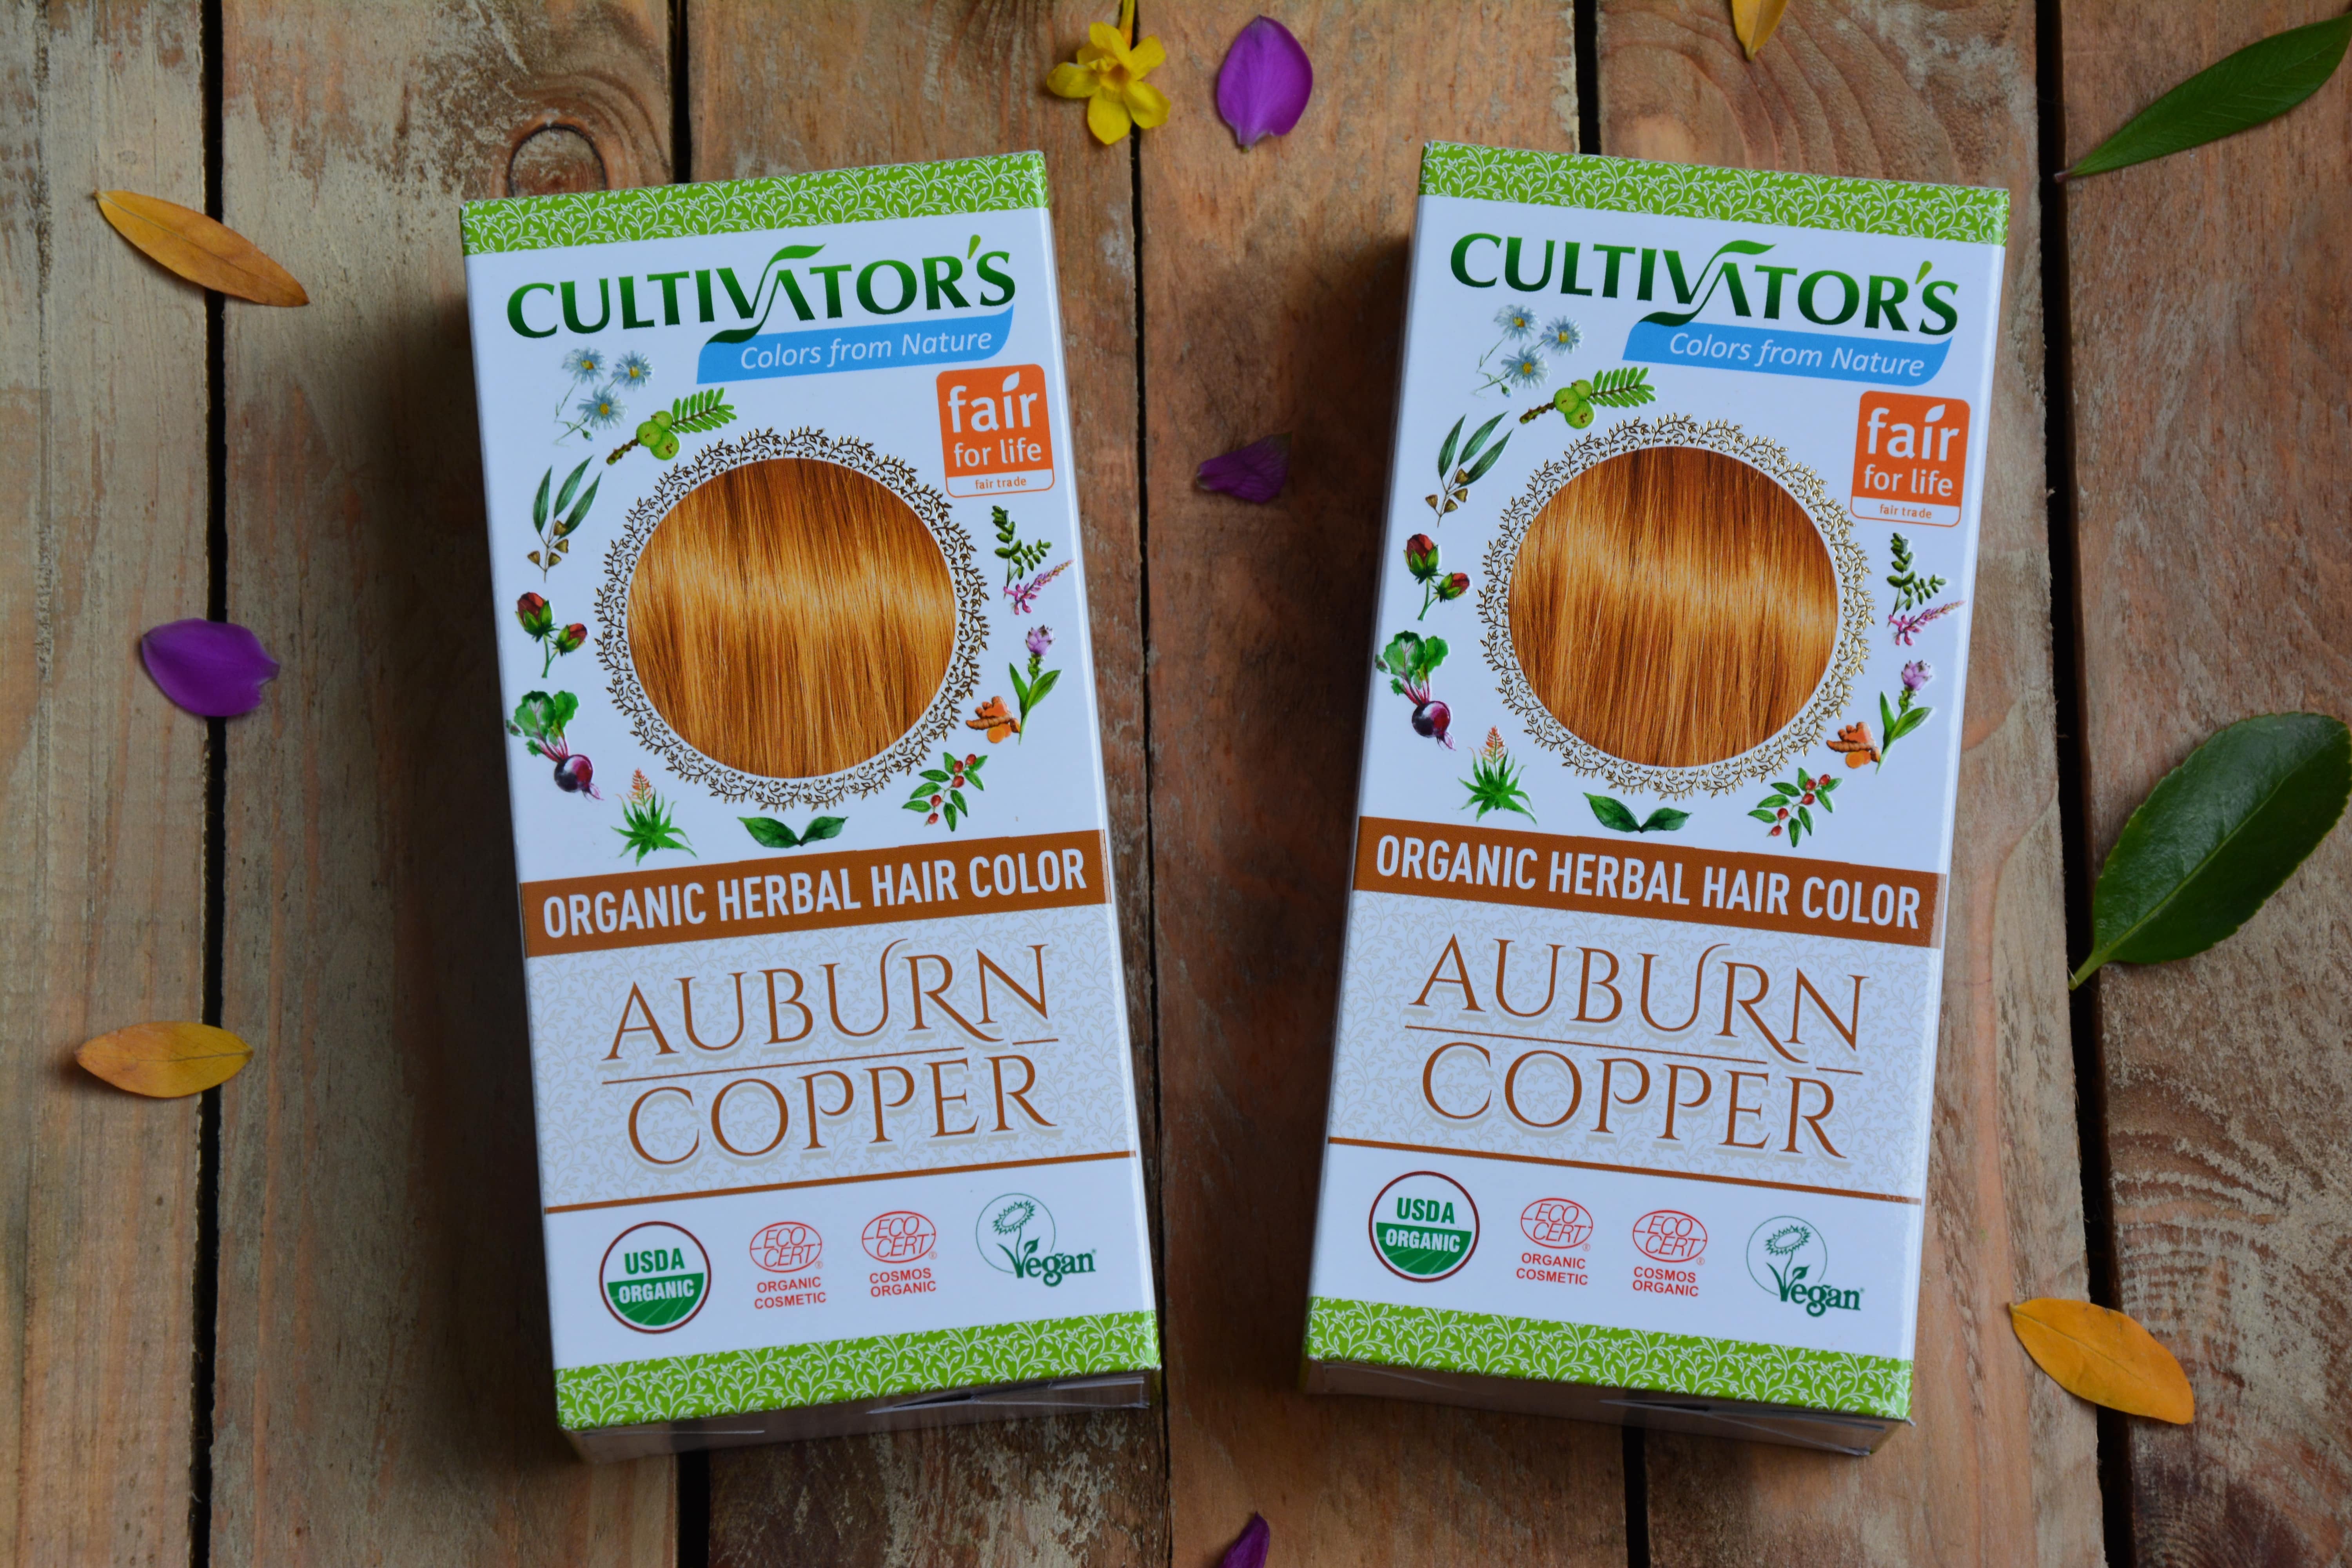 CULTIVATOR'S
Colors from Nature
fair
for life
fair trade
ORGANIC HERBAL HAIR COLOR
AUBURN
COPPER
USDA
ORGANIC
ECO
CERT®
ORGANIC
COSMETIC
ECO
CERT®
COSMOS
ORGANIC
Vegan®
CULTIVATOR'S
Colors from Nature
fair
for life
fair trade
ORGANIC HERBAL HAIR COLOR
AUBURN
COPPER
USDA
ORGANIC
ECO
CERT®
ORGANIC
COSMETIC
ECO
CERT®
COSMOS
ORGANIC
Vegan®